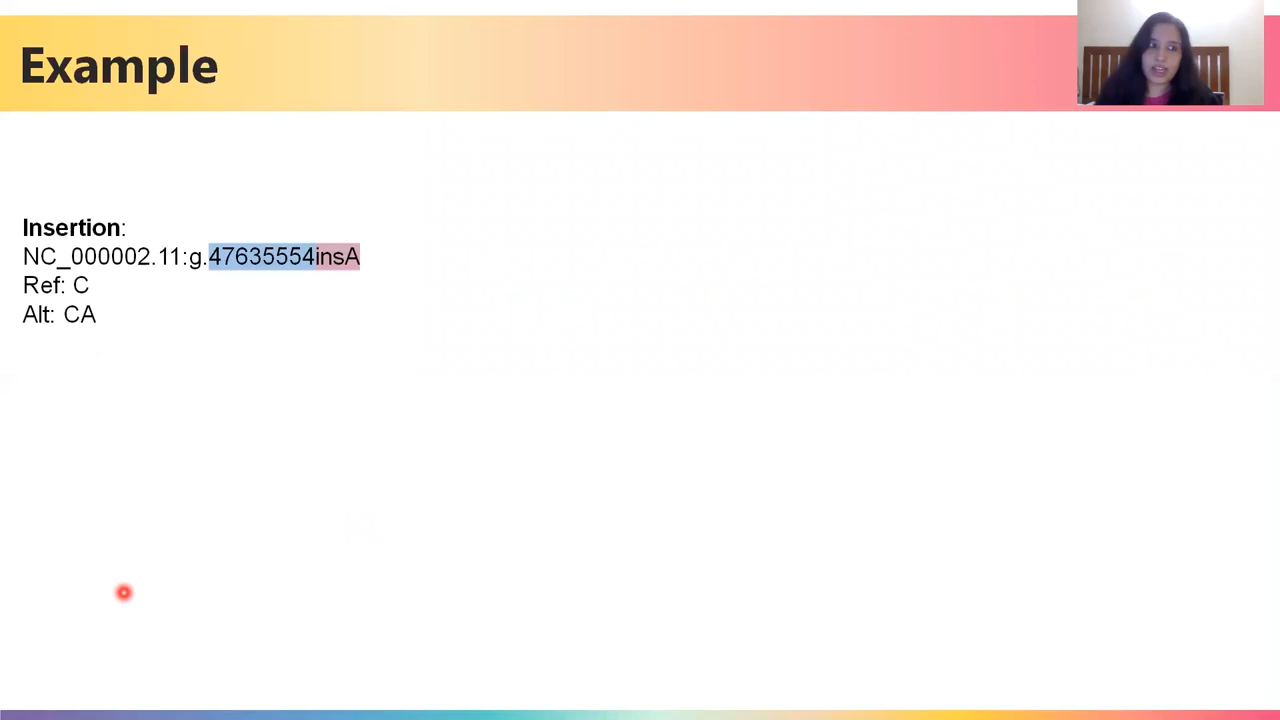 Example
Insertion:
NC_000002.11:g.47635554insA
Ref: C
Alt: CA